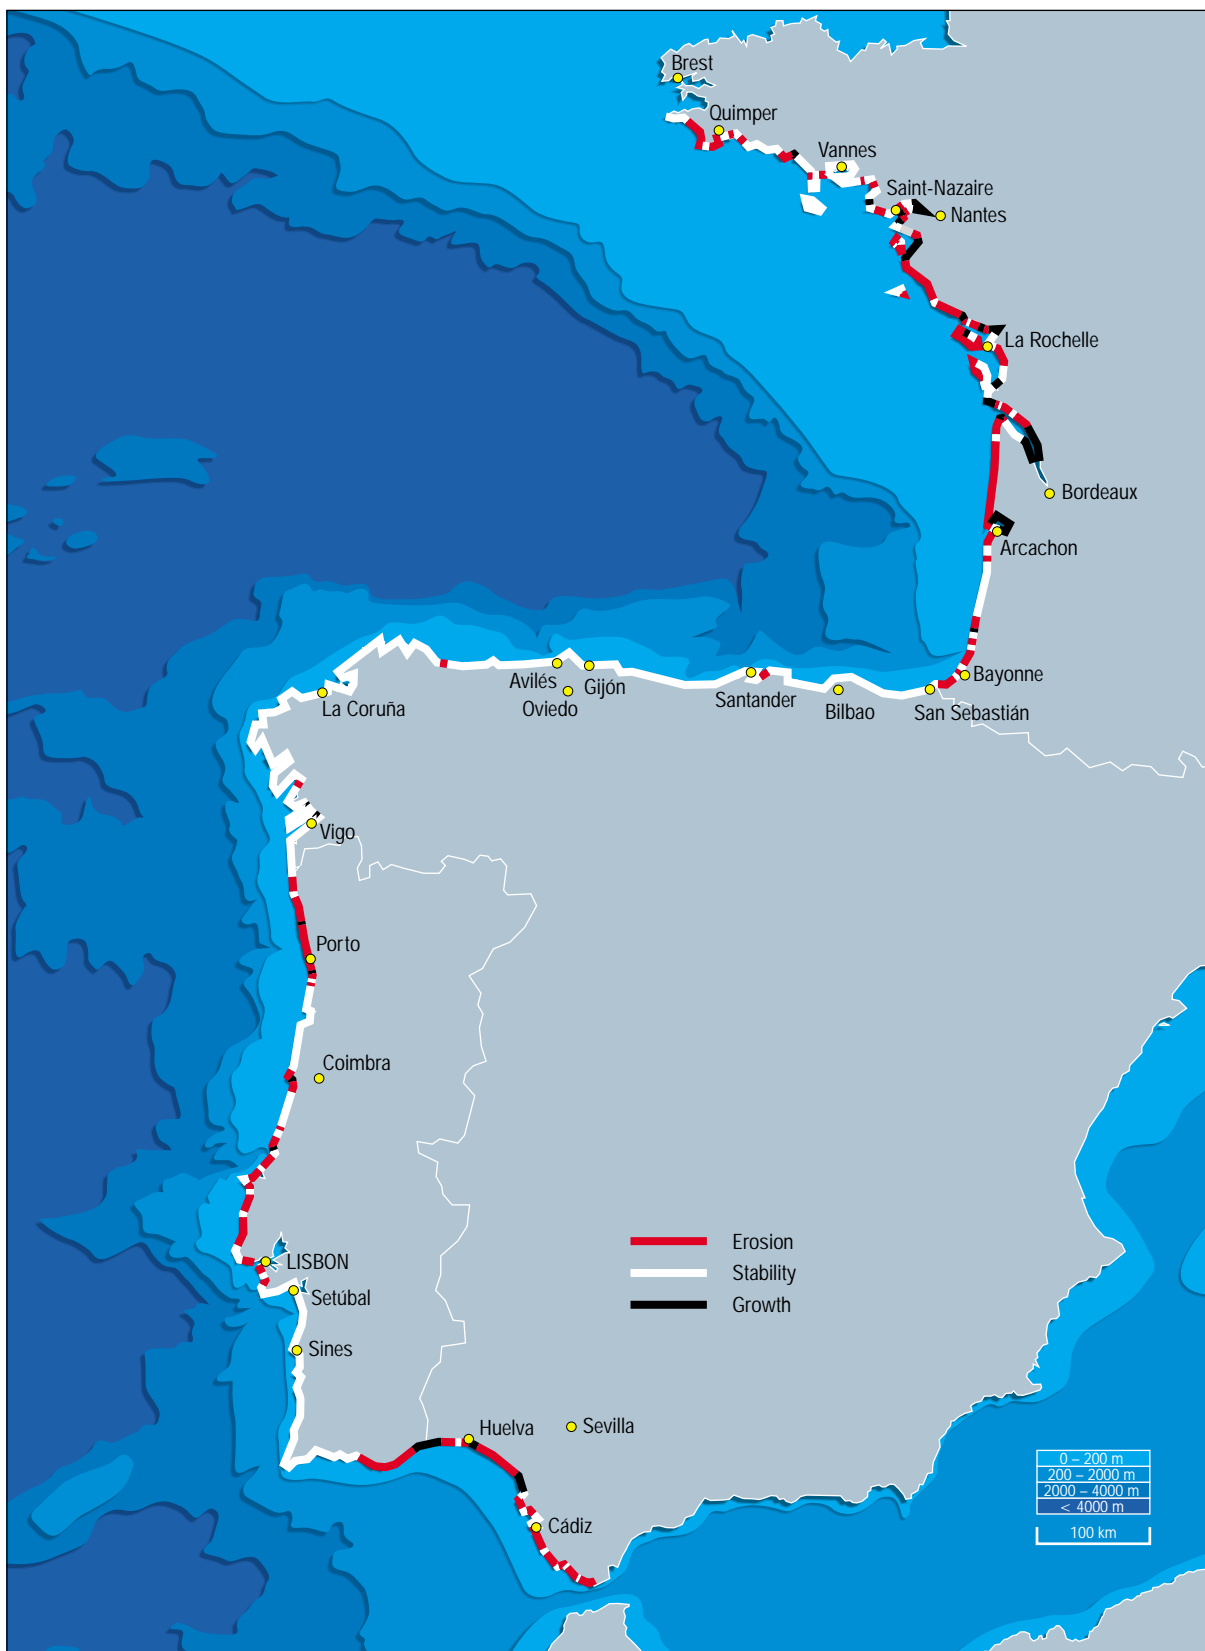 Brest
Quimper
Vannes
Saint-Nazaire
Nantes
La Rochelle
Bordeaux
Arcachon
Bayonne
Avilés
Gijón
Oviedo
Santander
Bilbao
San Sebastián
La Coruña
Vigo
Porto
Coimbra
LISBON
Setúbal
Sines
Erosion
Stability
Growth
Huelva
Sevilla
Cádiz
0 – 200 m
200 – 2000 m
2000 – 4000 m
< 4000 m
100 km